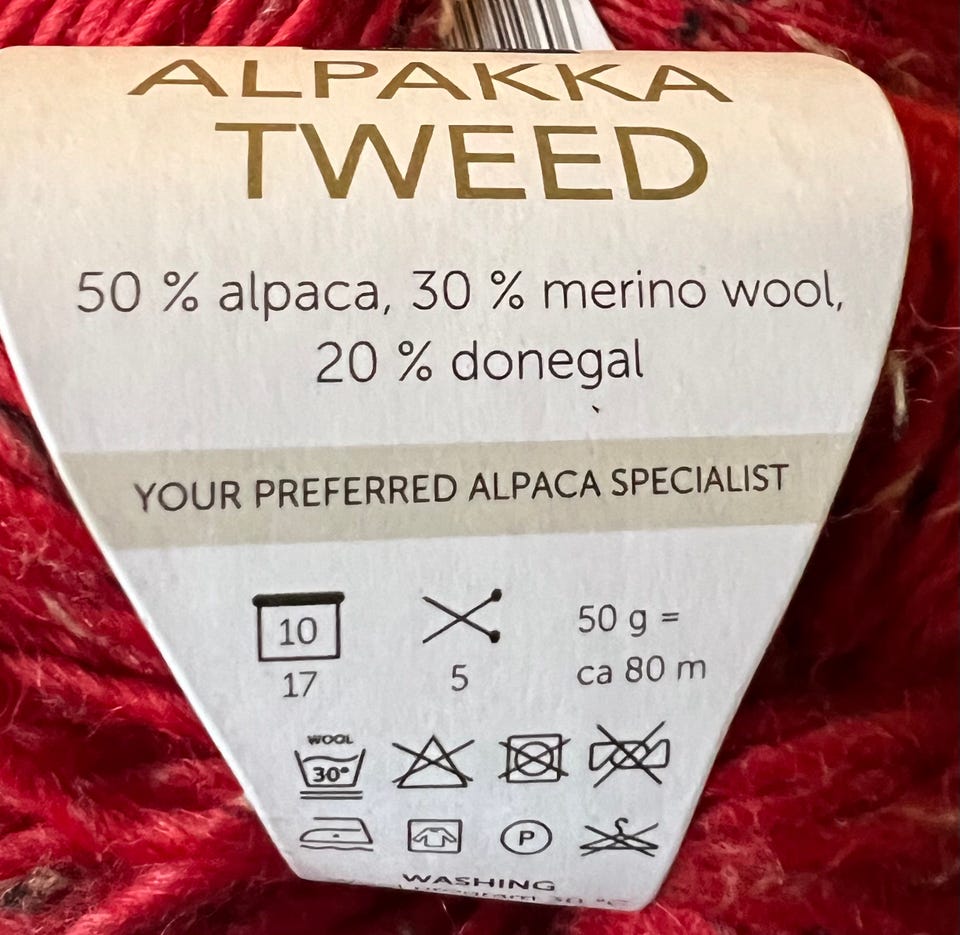 ALPAKKA
TWEED
50 % alpaca, 30 % merino wool,
20 % donegal
YOUR PREFERRED ALPACA SPECIALIST
10
17
5
50 g =
ca 80 m
WOOL
30°
P
WASHING